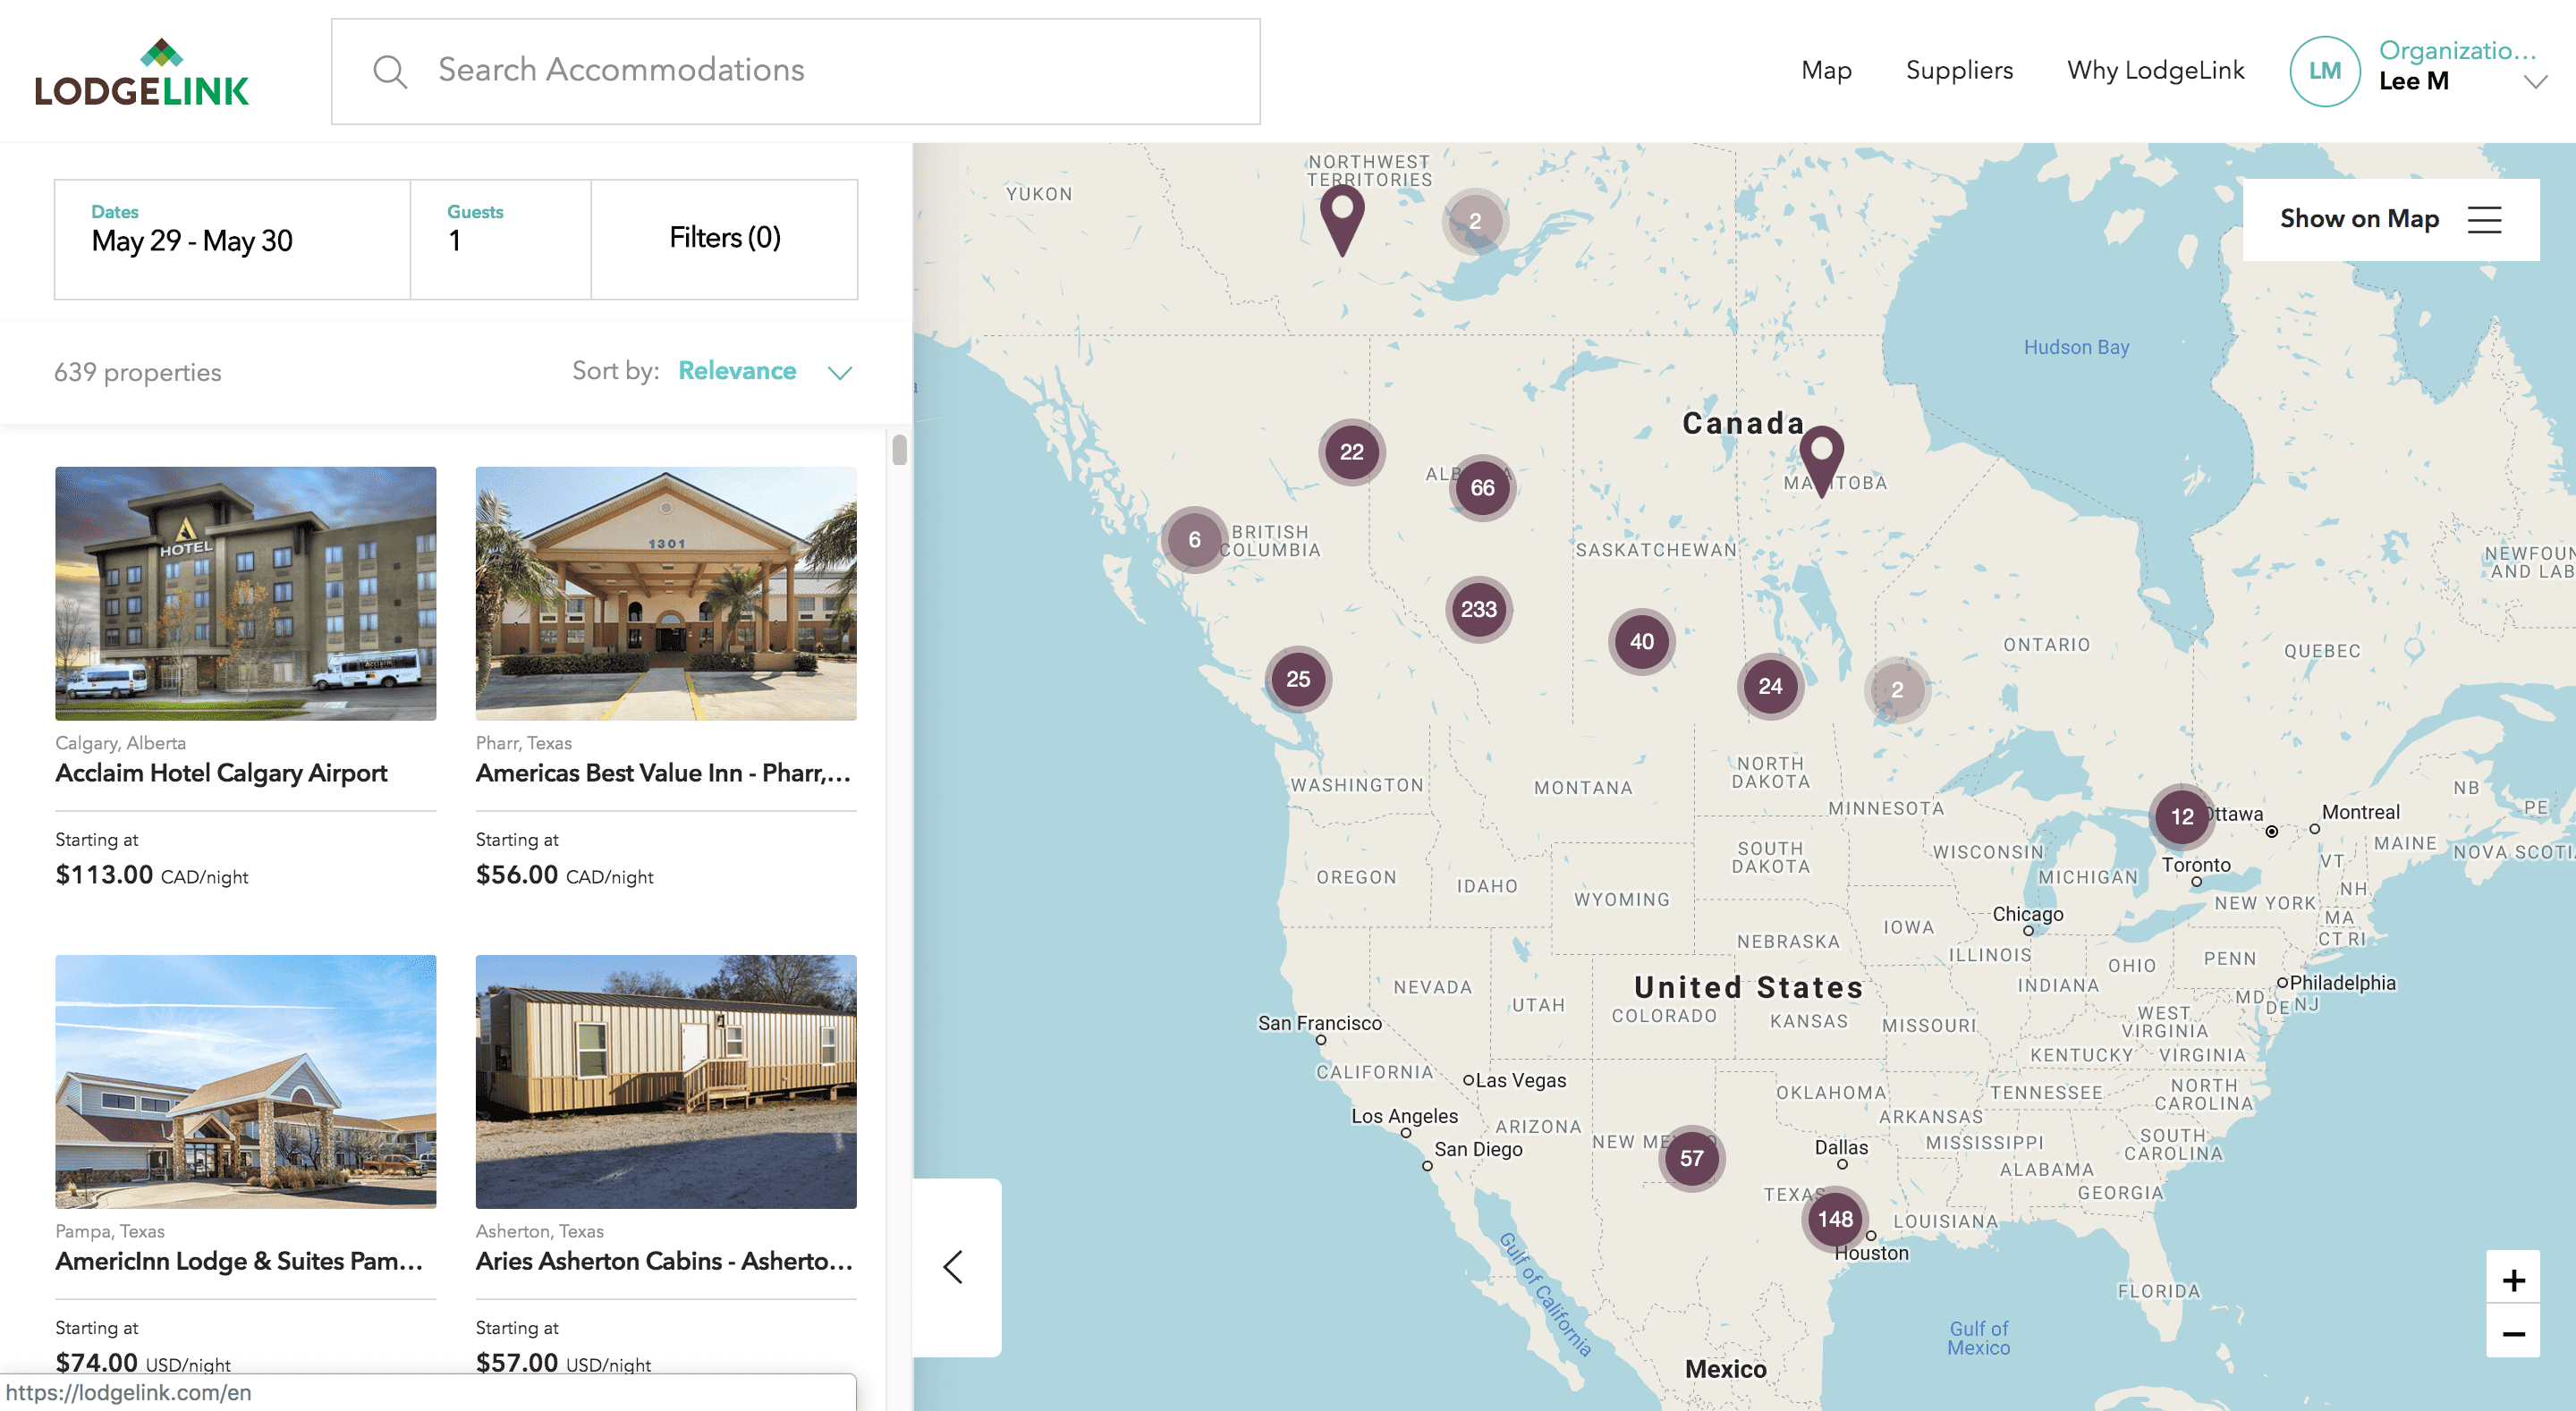 LODGELINK
Search Accommodations
Map
Suppliers
Why LodgeLink
LM
Organizatio...
Lee M
Dates
May 29 - May 30
Guests
1
Filters (0)
639 properties
Sort by: Relevance
HOTEL
Acclaim
Calgary, Alberta
Acclaim Hotel Calgary Airport
Starting at
$113.00 CAD/night
1301
Pharr, Texas
Americas Best Value Inn - Pharr,...
Starting at
$56.00 CAD/night
Pampa, Texas
AmericInn Lodge & Suites Pam...
Starting at
$74.00 USD/night
Asherton, Texas
Aries Asherton Cabins - Asherto...
Starting at
$57.00 USD/night
https://lodgelink.com/en
Show on Map
YUKON
NORTHWEST
TERRITORIES
2
Hudson Bay
Canada
22
66
MANITOBA
6
BRITISH
COLUMBIA
SASKATCHEWAN
NEWFOUN
AND LAB
233
40
ONTARIO
QUEBEC
25
24
2
WASHINGTON
MONTANA
NORTH
DAKOTA
MINNESOTA
NB
PE
12
Ottawa
Montreal
MAINE
NOVA SCOTI
SOUTH
DAKOTA
WISCONSIN
Toronto
VT
OREGON
IDAHO
WYOMING
MICHIGAN
NH
NEW YORK
MA
Chicago
IOWA
CT RI
NEBRASKA
ILLINOIS
OHIO
PENN
NEVADA
United States
INDIANA
Philadelphia
UTAH
COLORADO
KANSAS
MISSOURI
WEST
VIRGINIA
MD
DE
NJ
San Francisco
CALIFORNIA
KENTUCKY
VIRGINIA
Las Vegas
OKLAHOMA
TENNESSEE
NORTH
CAROLINA
Los Angeles
ARIZONA
ARKANSAS
San Diego
NEW MEXICO
57
Dallas
MISSISSIPPI
SOUTH
CAROLINA
ALABAMA
TEXAS
GEORGIA
148
LOUISIANA
Houston
Gulf of California
FLORIDA
Gulf of
Mexico
Mexico
+
−